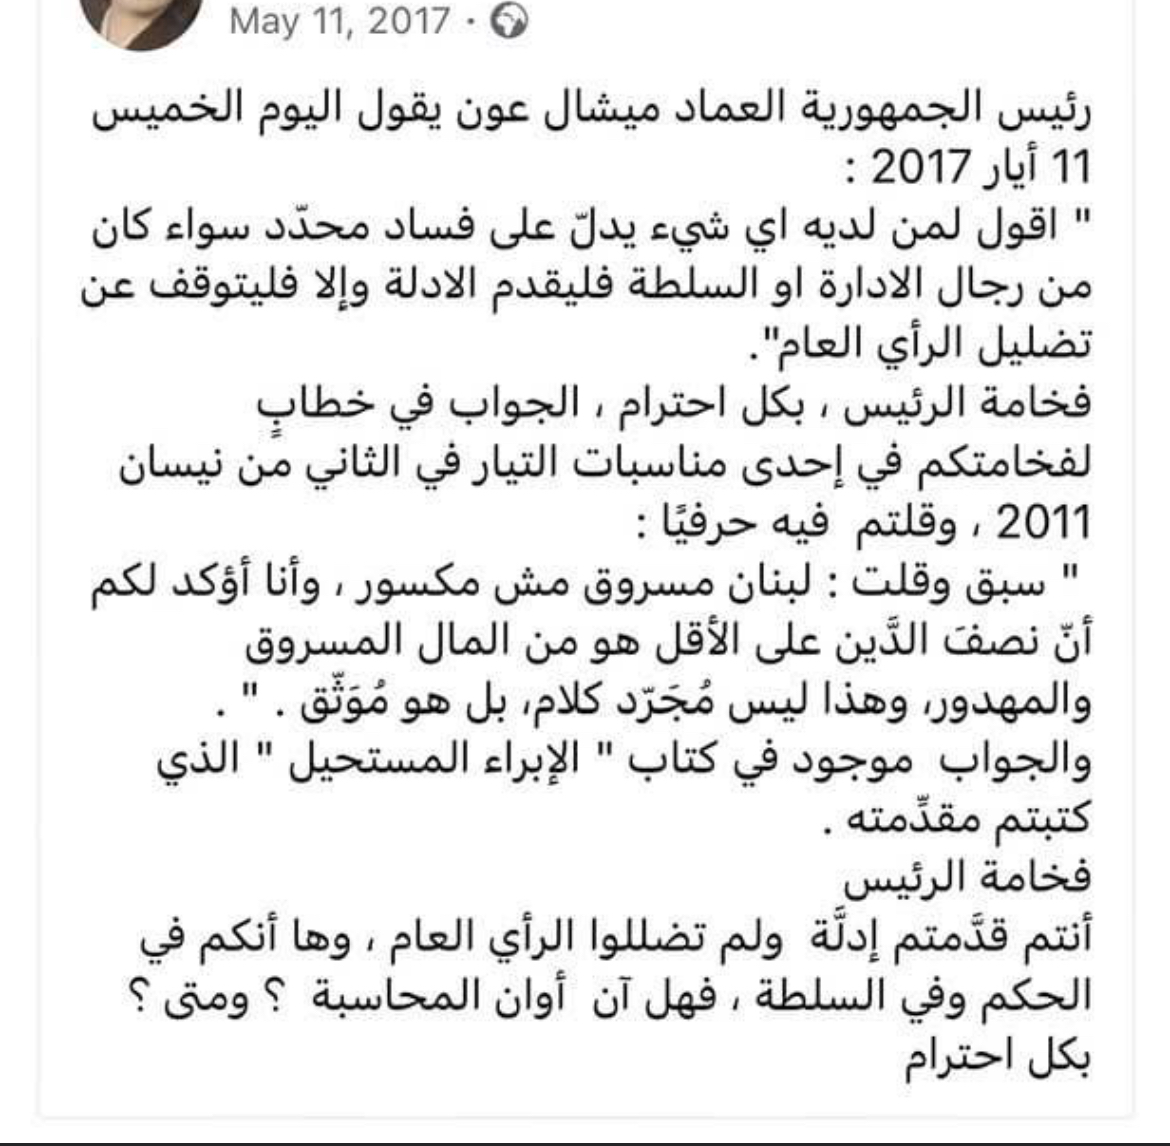 May 11, 2017 ·
رئيس الجمهورية العماد ميشال عون يقول اليوم الخميس
11 أيار 2017 :
" اقول لمن لديه اي شيء يدلّ على فساد محدّد سواء كان
من رجال الادارة او السلطة فليقدم الادلة وإلا فليتوقف عن
تضليل الرأي العام".
فخامة الرئيس ، بكل احترام ، الجواب في خطابٍ
لفخامتكم في إحدى مناسبات التيار في الثاني من نيسان
2011 ، وقلتم  فيه حرفيًا :
" سبق وقلت : لبنان مسروق مش مكسور ، وأنا أؤكد لكم
أنّ نصفَ الدَّين على الأقل هو من المال المسروق
والمهدور، وهذا ليس مُجَرّد كلام، بل هو مُوَثّق . " .
والجواب  موجود في كتاب " الإبراء المستحيل " الذي
كتبتم مقدِّمته .
فخامة الرئيس
أنتم قدَّمتم إدلَّة  ولم تضللوا الرأي العام ، وها أنكم في
الحكم وفي السلطة ، فهل آن  أوان المحاسبة  ؟ ومتى ؟
بكل احترام